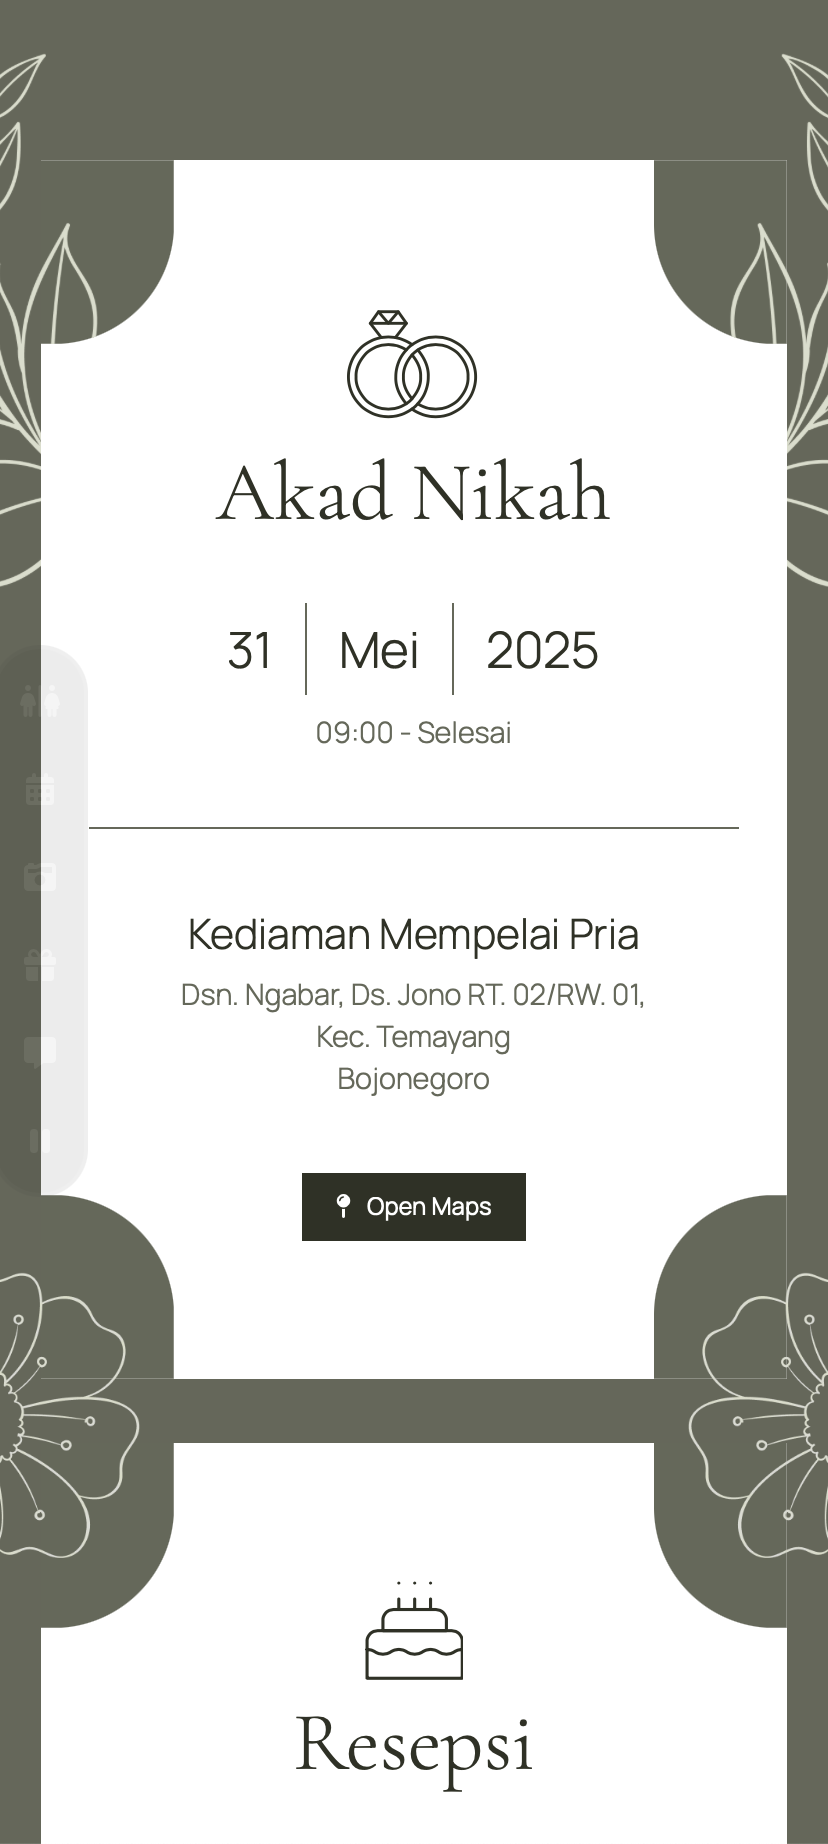 Akad Nikah
31 Mei 2025
09:00 - Selesai
Kediaman Mempelai Pria
Dsn. Ngabar, Ds. Jono RT. 02/RW. 01,
Kec. Temayang
Bojonegoro
Open Maps
Resepsi